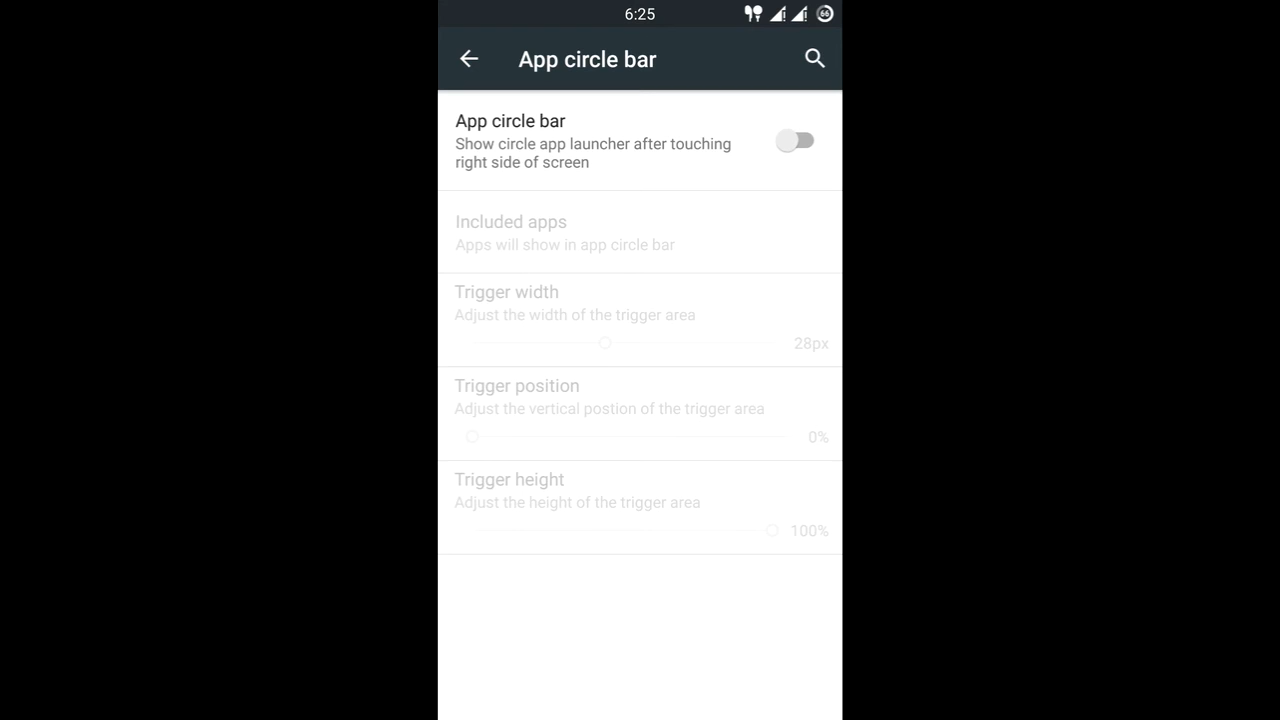 6:25
66
App circle bar
App circle bar
Show circle app launcher after touching
right side of screen
Included apps
Apps will show in app circle bar
Trigger width
Adjust the width of the trigger area
28px
Trigger position
Adjust the vertical postion of the trigger area
0%
Trigger height
Adjust the height of the trigger area
100%